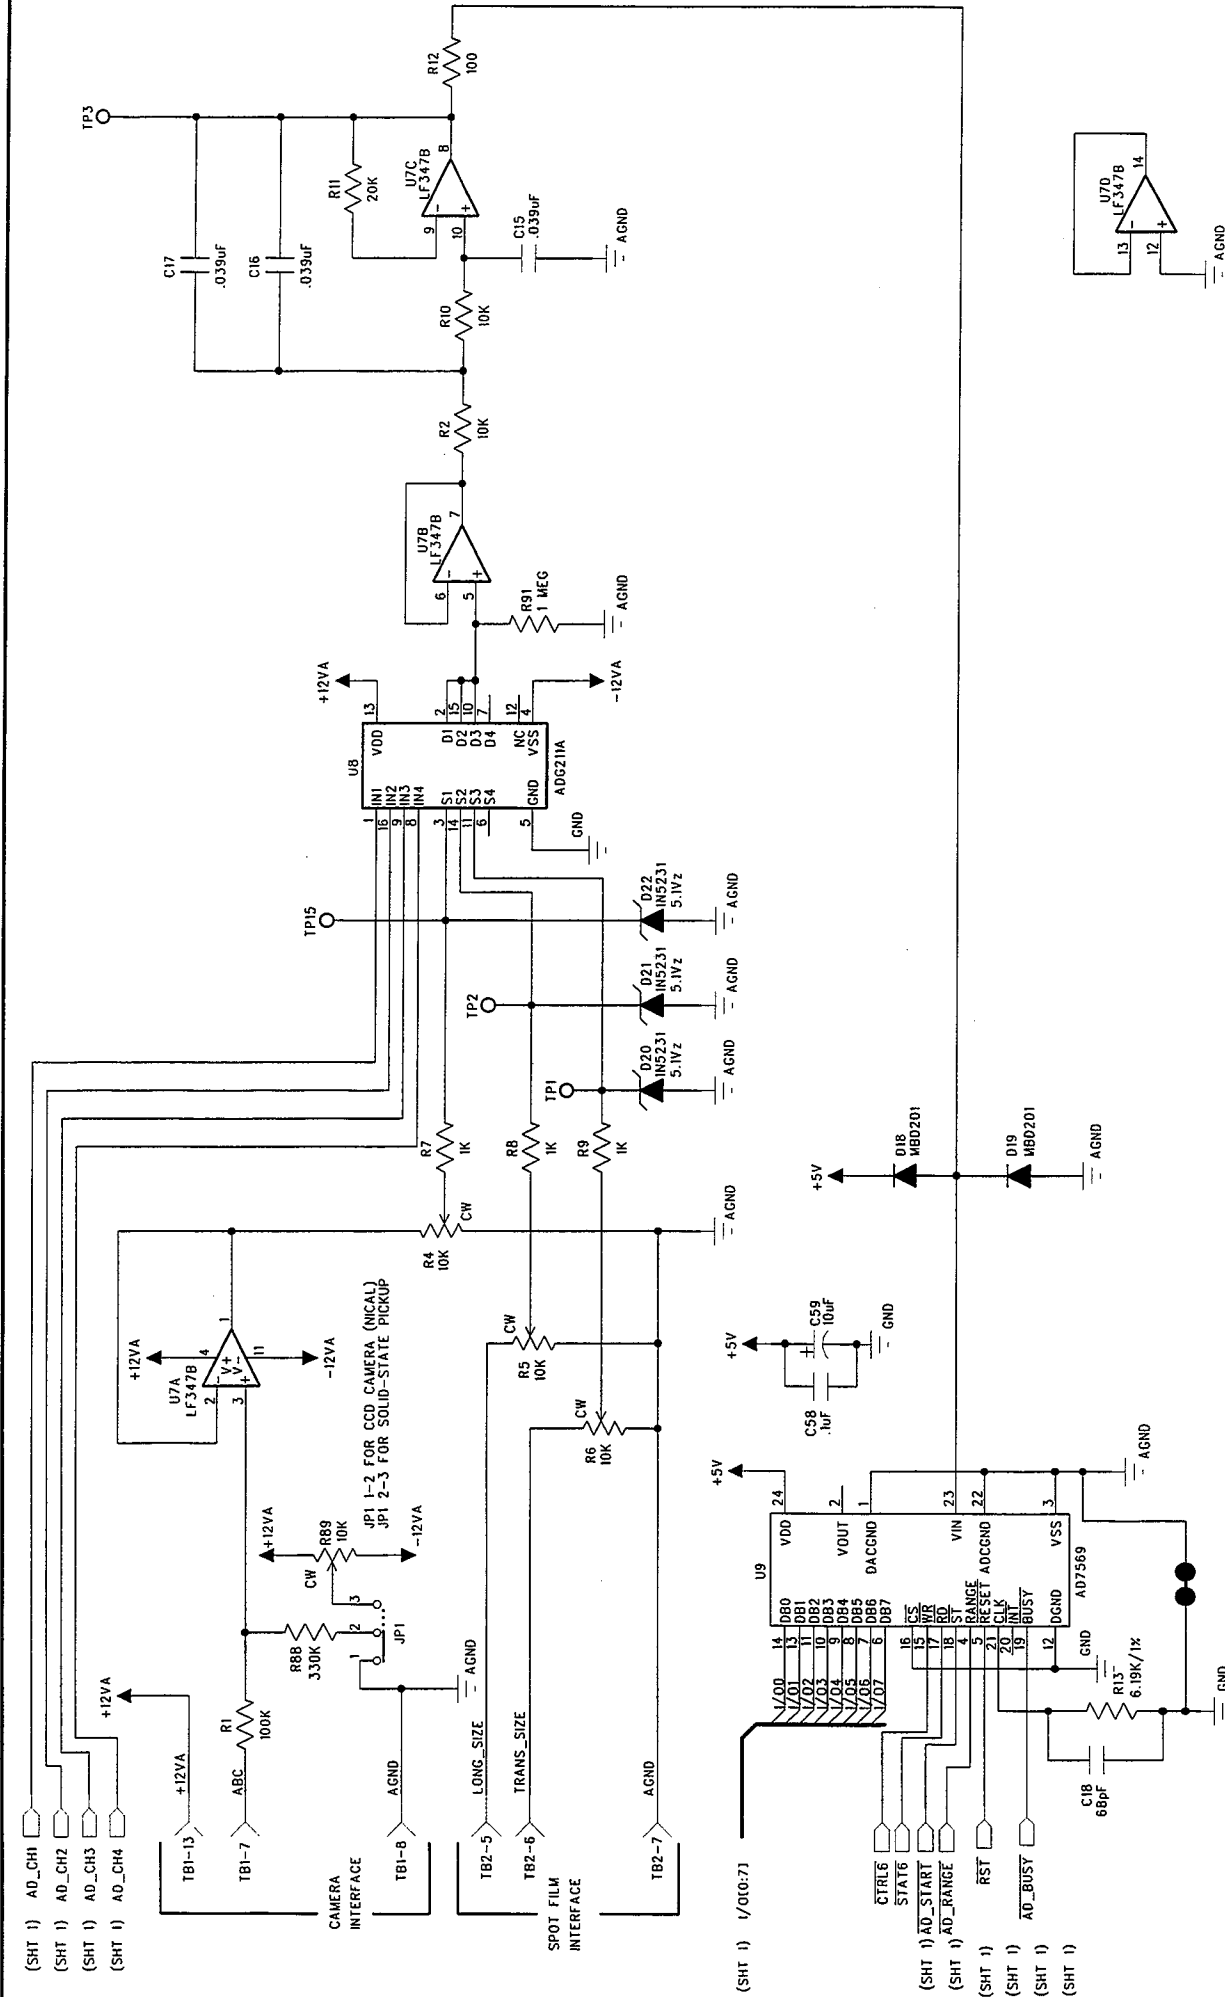 (SHT 1) AD_CH1
(SHT 1) AD_CH2
(SHT 1) AD_CH3
(SHT 1) AD_CH4
CAMERA
INTERFACE
TB1-13
+12VA
+12VA
TB1-7
ABC
R1
100K
TB1-8
AGND
AGND
R88
330K
JP1
1
2
3
CW
R89
10K
+12VA
-12VA
JP1 1-2 FOR CCD CAMERA (NICAL)
JP1 2-3 FOR SOLID-STATE PICKUP
U7A
LF347B
+12VA
-12VA
2
3
4
11
1
V+
V-
-
+
R4
10K
CW
AGND
SPOT FILM
INTERFACE
TB2-5
LONG_SIZE
TB2-6
TRANS_SIZE
TB2-7
AGND
R5
10K
CW
R6
10K
CW
R7
1K
R8
1K
R9
1K
TP1
TP2
TP15
D20
IN5231
5.1Vz
AGND
D21
IN5231
5.1Vz
AGND
D22
IN5231
5.1Vz
AGND
U8
ADG211A
1 IN1
16 IN2
9 IN3
8 IN4
3 S1
14 S2
11 S3
6 S4
5 GND
GND
VDD 13
+12VA
D1 2
D2 15
D3 10
D4 7
NC 12
VSS 4
-12VA
R91
1 MEG
AGND
U7B
LF347B
6
5
7
-
+
R2
10K
R10
10K
C15
.039uF
AGND
C17
.039uF
C16
.039uF
R11
20K
U7C
LF347B
9
10
8
-
+
TP3
R12
100
U7D
LF347B
13
12
14
-
+
AGND
(SHT 1) I/O[0:7]
I/O0
I/O1
I/O2
I/O3
I/O4
I/O5
I/O6
I/O7
U9
AD7569
14 DB0
13 DB1
11 DB2
10 DB3
9 DB4
8 DB5
7 DB6
6 DB7
16 CS
15 WR
17 RD
18 ST
4 RANGE
5 RESET
21 CLK
20 INT
19 BUSY
12 DGND
GND
VDD 24
+5V
VOUT 2
DACGND 1
VIN 23
ADCGND 22
VSS 3
AGND
CTRL6
STAT6
(SHT 1) AD_START
(SHT 1) AD_RANGE
(SHT 1) RST
(SHT 1)
(SHT 1) AD_BUSY
(SHT 1)
C18
68pF
R13
6.19K/1%
GND
C58
.1uF
C59
10uF
+
+5V
GND
+5V
D18
MBD201
D19
MBD201
AGND